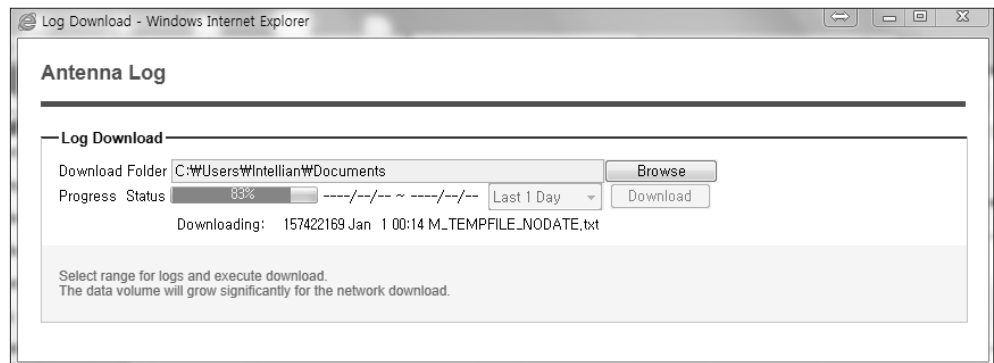 Log Download - Windows Internet Explorer
Antenna Log
Log Download
Download Folder C:₩Users₩Intellian₩Documents Browse
Progress Status 83% ----/--/-- ~ ----/--/-- Last 1 Day Download
Downloading: 157422169 Jan 1 00:14 M_TEMPFILE_NODATE.txt
Select range for logs and execute download.
The data volume will grow significantly for the network download.